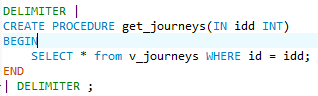 DELIMITER |
CREATE PROCEDURE get_journeys(IN idd INT)
BEGIN
SELECT * from v_journeys WHERE id = idd;
END
| DELIMITER ;